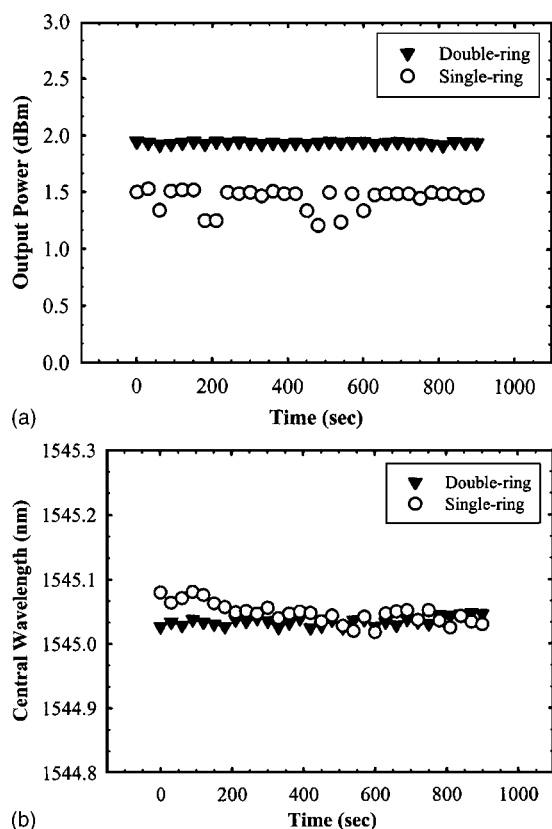 3.0
Double-ring
Single-ring
2.5
2.0
1.5
1.0
0.5
0.0
Output Power (dBm)
0 200 400 600 800 1000
Time (sec)
(a)
1545.3
Double-ring
Single-ring
1545.2
1545.1
1545.0
1544.9
1544.8
Central Wavelength (nm)
0 200 400 600 800 1000
Time (sec)
(b)